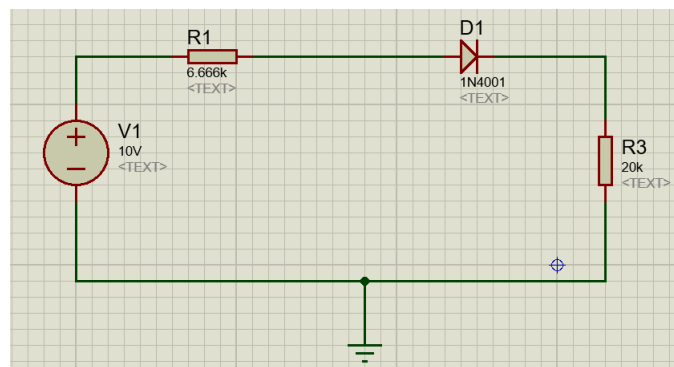 R1
6.666k
<TEXT>
D1
1N4001
<TEXT>
V1
10V
<TEXT>
R3
20k
<TEXT>